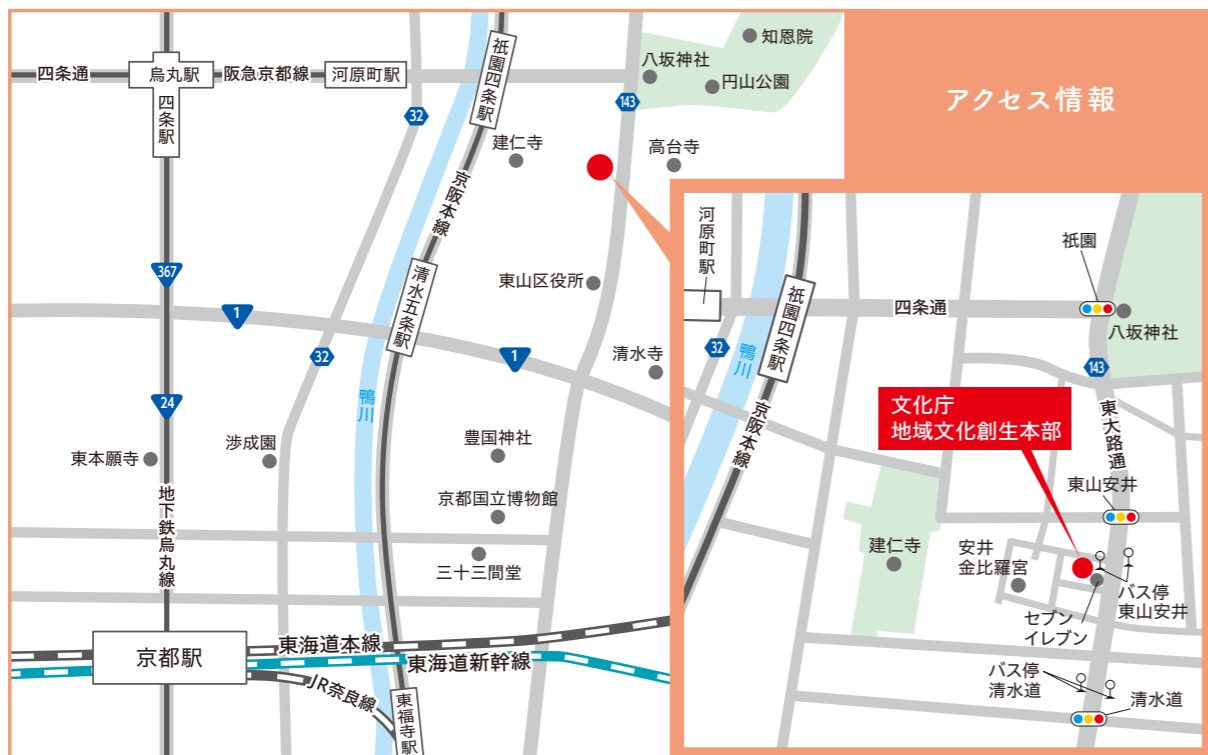 アクセス情報
知恩院
八坂神社
円山公園
四条通
烏丸駅
阪急京都線
河原町駅
四条駅
32
祇園四条駅
143
建仁寺
高台寺
京阪本線
367
東山区役所
1
清水五条駅
32
1
清水寺
鴨川
24
東本願寺
渉成園
豊国神社
京都国立博物館
地下鉄烏丸線
三十三間堂
京都駅
東海道本線
東海道新幹線
JR奈良線
東福寺駅
河原町駅
祇園
四条通
八坂神社
祇園四条駅
32
鴨川
143
京阪本線
文化庁
地域文化創生本部
東大路通
東山安井
建仁寺
安井
金比羅宮
バス停
東山安井
セブン
イレブン
バス停
清水道
清水道